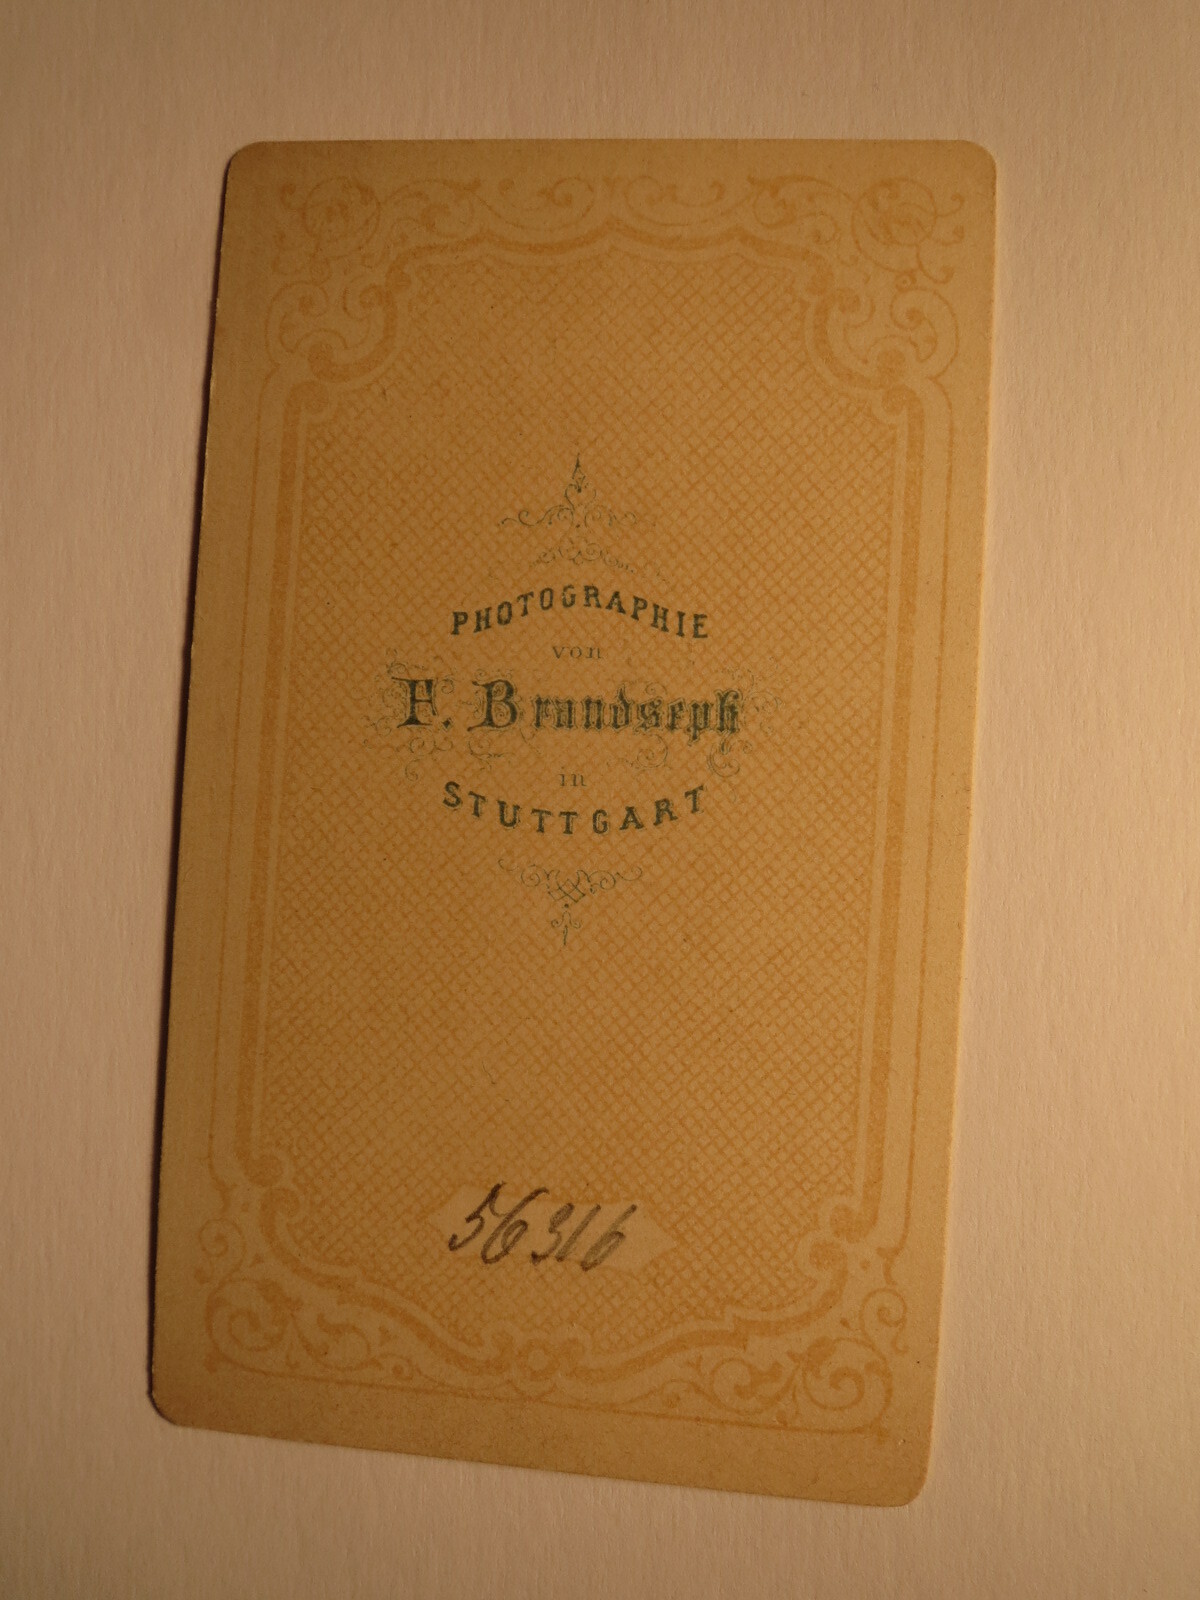 PHOTOGRAPHIE
von
F. Brandseph
in
STUTTGART
56316